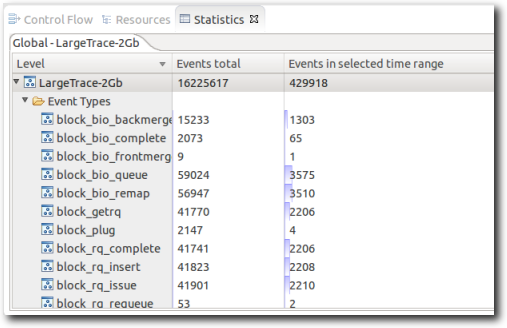 Control Flow Resources Statistics
Global - LargeTrace-2Gb
Level Events total Events in selected time range
LargeTrace-2Gb 16225617 429918
Event Types
block_bio_backmerge 15233 1303
block_bio_complete 2073 65
block_bio_frontmerg 9 1
block_bio_queue 59024 3575
block_bio_remap 56947 3510
block_getrq 41770 2206
block_plug 2147 4
block_rq_complete 41741 2206
block_rq_insert 41823 2208
block_rq_issue 41901 2210
block_rq_requeue 53 2